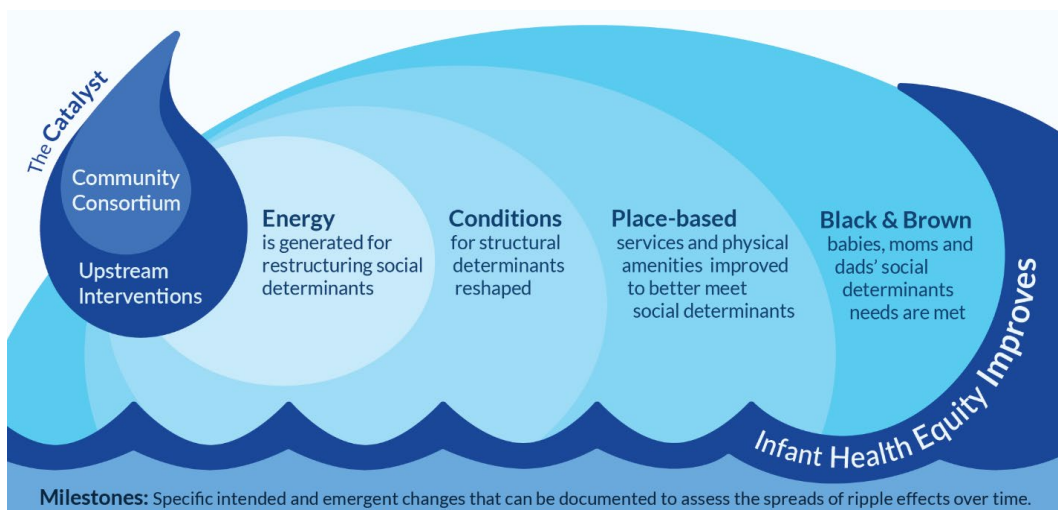 The Catalyst
Community
Consortium
Upstream
Interventions
Energy
is generated for
restructuring social
determinants
Conditions
for structural
determinants
reshaped
Place-based
services and physical
amenities improved
to better meet
social determinants
Black & Brown
babies, moms and
dads’ social
determinants
needs are met
Infant Health Equity Improves
Milestones: Specific intended and emergent changes that can be documented to assess the spreads of ripple effects over time.